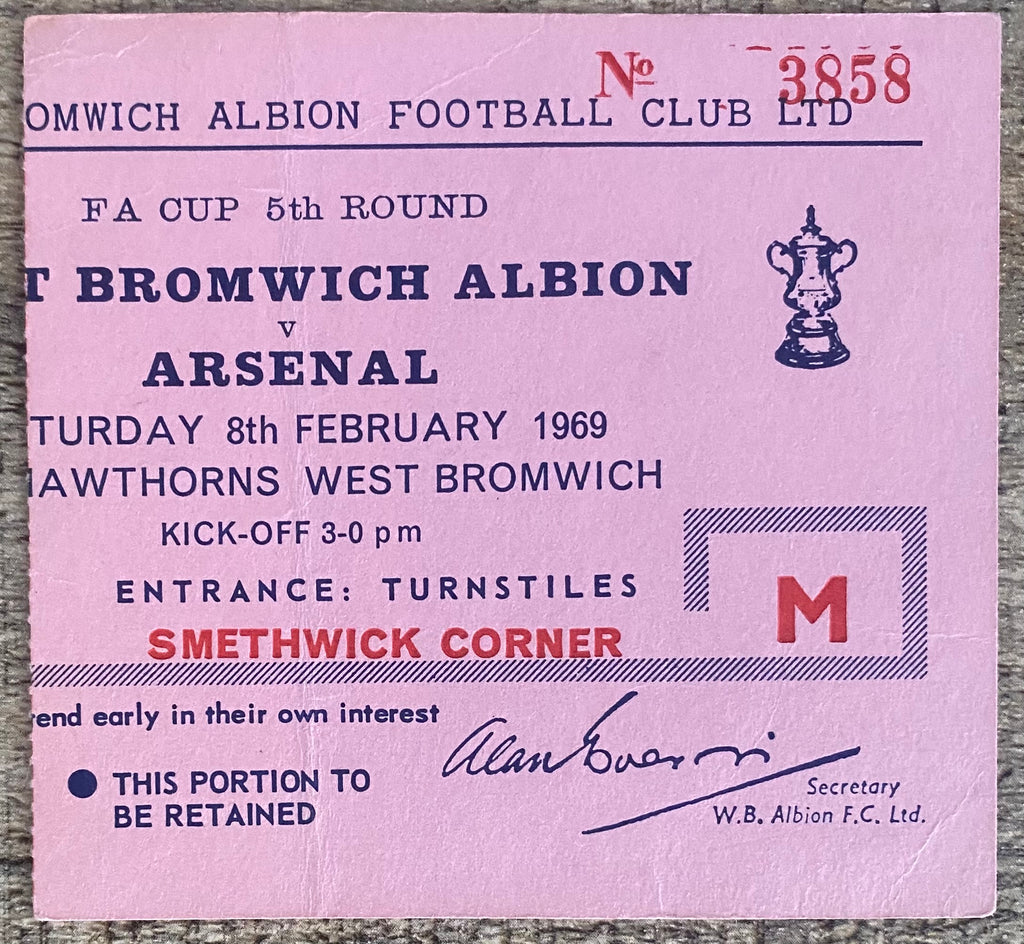 No 3858
OMWICH ALBION FOOTBALL CLUB LTD
F A CUP 5th ROUND
T BROMWICH ALBION
v
ARSENAL
TURDAY 8th FEBRUARY 1969
HAWTHORNS WEST BROMWICH
KICK-OFF 3-0 pm
ENTRANCE: TURNSTILES
SMETHWICK CORNER
M
end early in their own interest
THIS PORTION TO
BE RETAINED
Alan Everiss
Secretary
W.B. Albion F.C. Ltd.